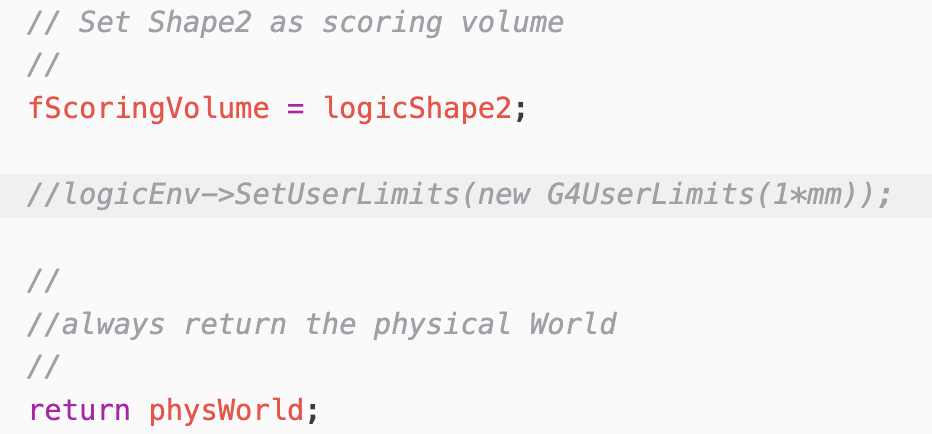 // Set Shape2 as scoring volume
//
fScoringVolume = logicShape2;
//logicEnv->SetUserLimits(new G4UserLimits(1*mm));
//
//always return the physical World
//
return physWorld;